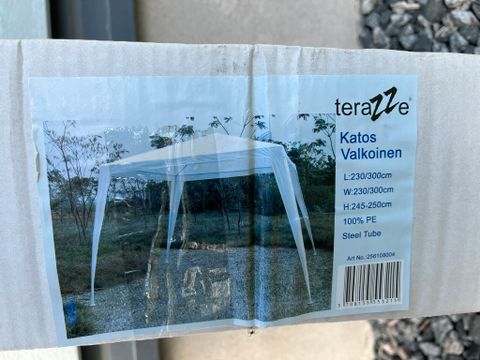 terazze
Katos
Valkoinen
L:230/300cm
W:230/300cm
H:245-250cm
100% PE
Steel Tube
Art No.:256108004